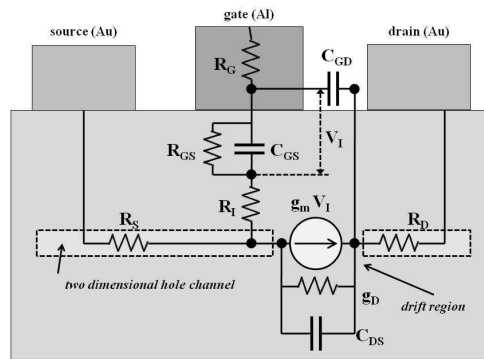 gate (Al)
source (Au)
drain (Au)
R_G
C_GD
V_I
R_GS
C_GS
R_I
g_m V_I
R_S
R_D
two dimensional hole channel
g_D
drift region
C_DS